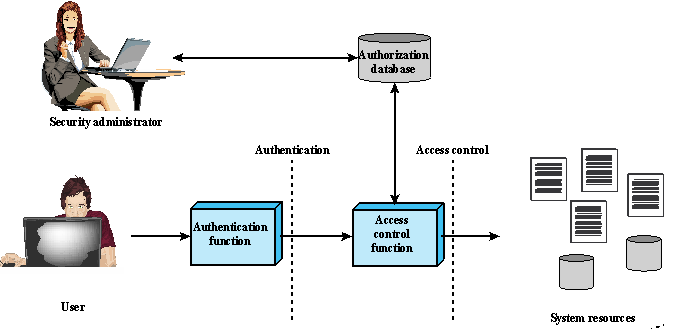 Authorization
database
Security administrator
Authentication
Access control
Authentication
function
Access
control
function
User
System resources